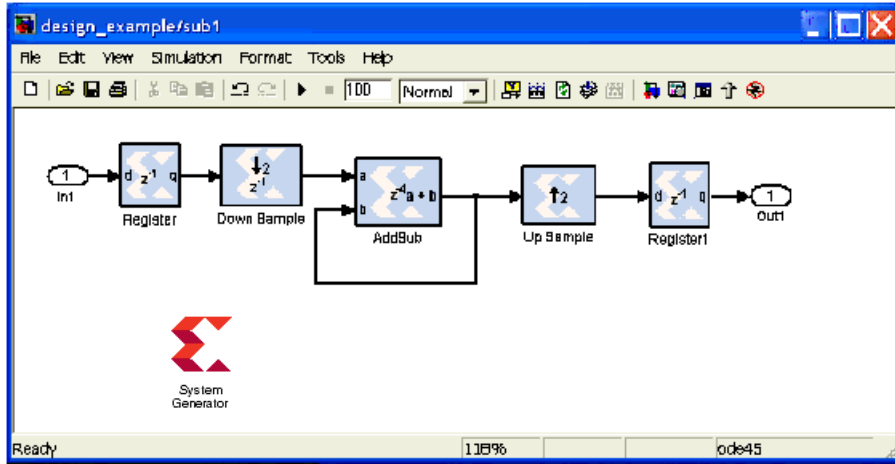 design_example/sub1
File Edit View Simulation Format Tools Help
100 Normal
1 In1
d z⁻¹ q Register
↓2 z⁻¹ Down Sample
a b z⁻⁴ a + b AddSub
↑2 Up Sample
d z⁻¹ q Register1
1 Out1
System
Generator
Ready 118% ode45